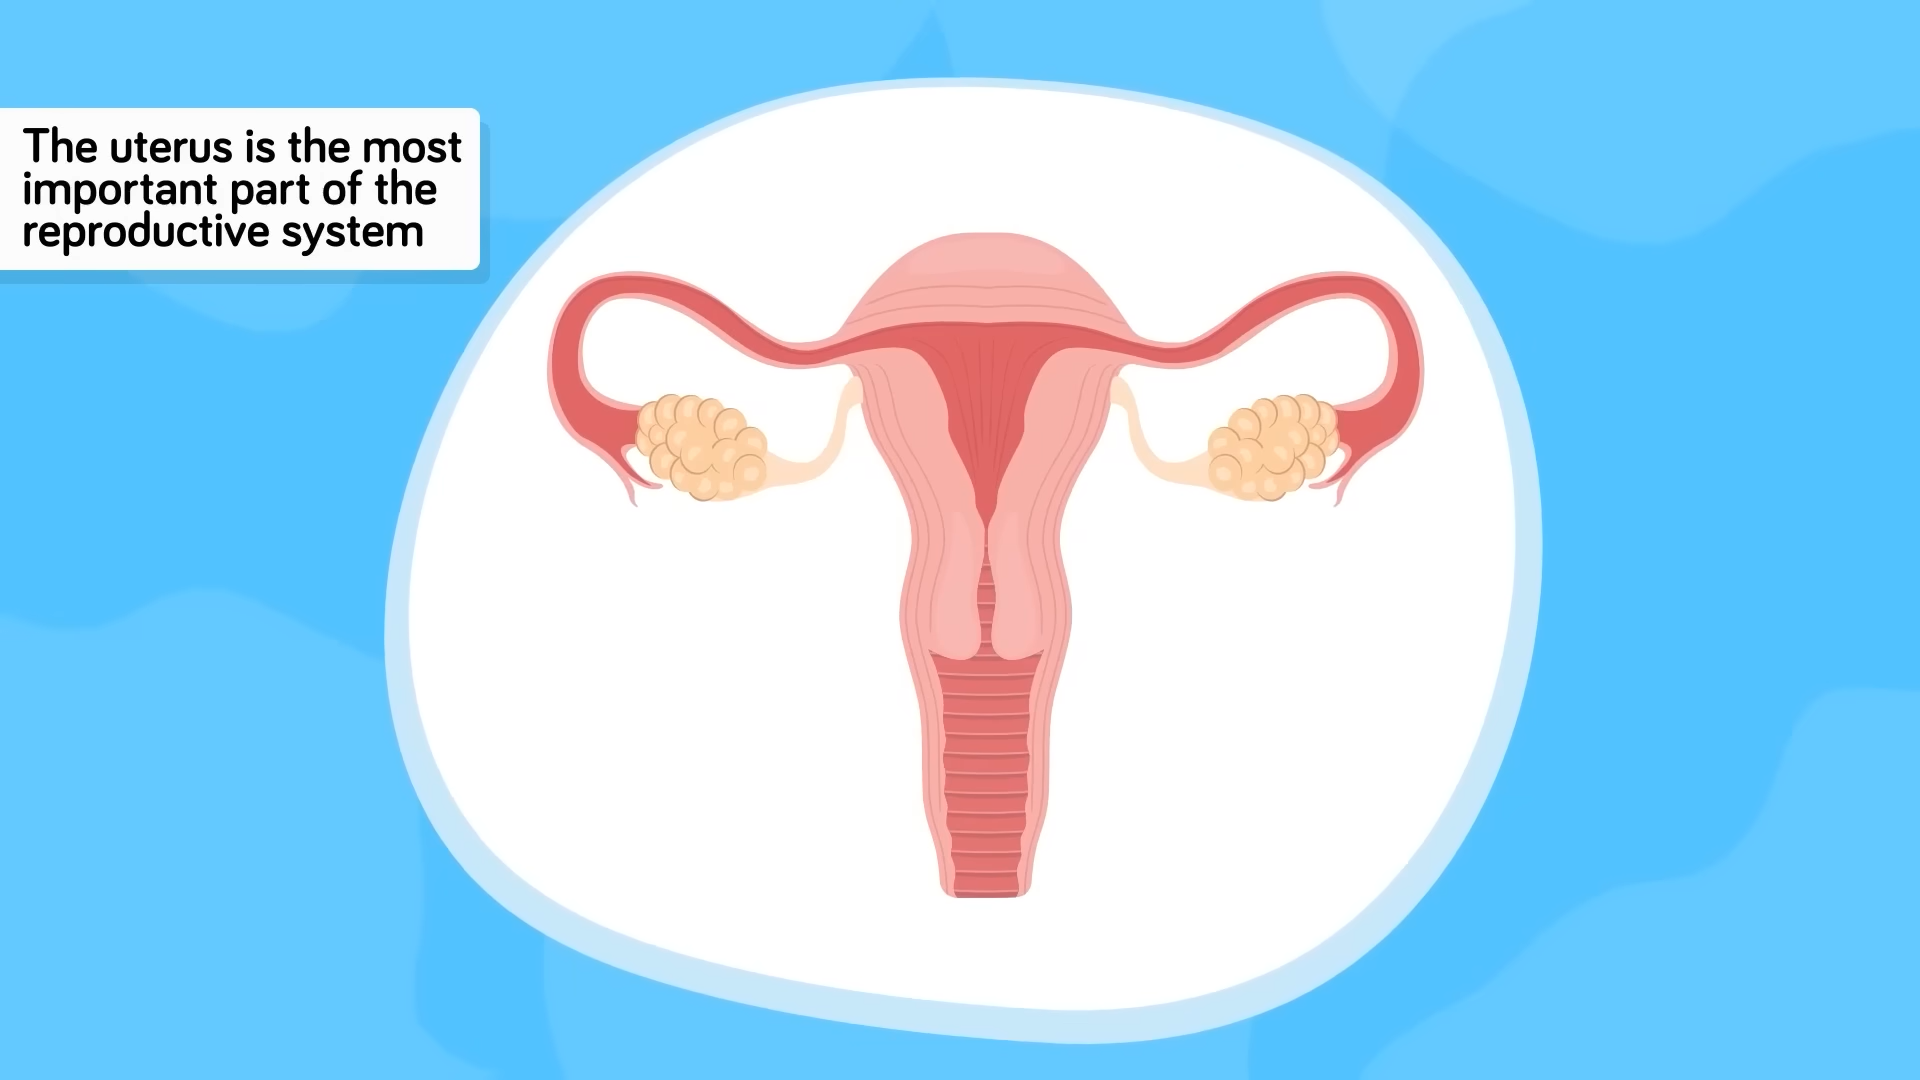 The uterus is the most
important part of the
reproductive system